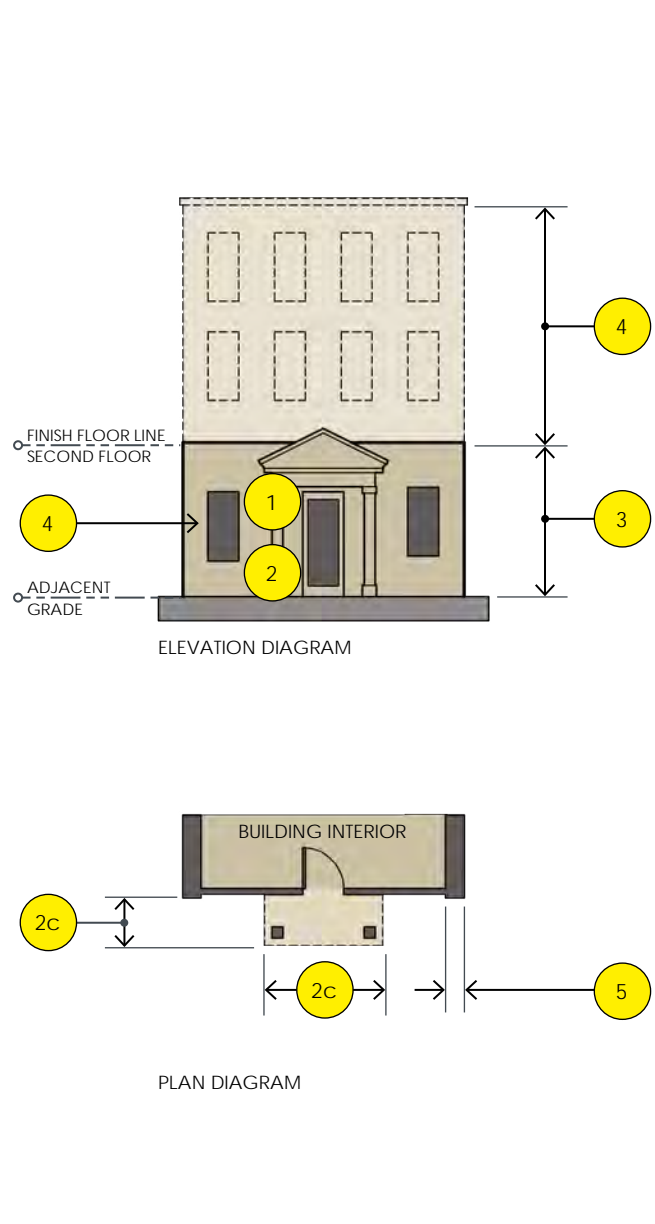 4
FINISH FLOOR LINE
SECOND FLOOR
1
4
3
2
ADJACENT
GRADE
ELEVATION DIAGRAM
BUILDING INTERIOR
2c
2c
5
PLAN DIAGRAM